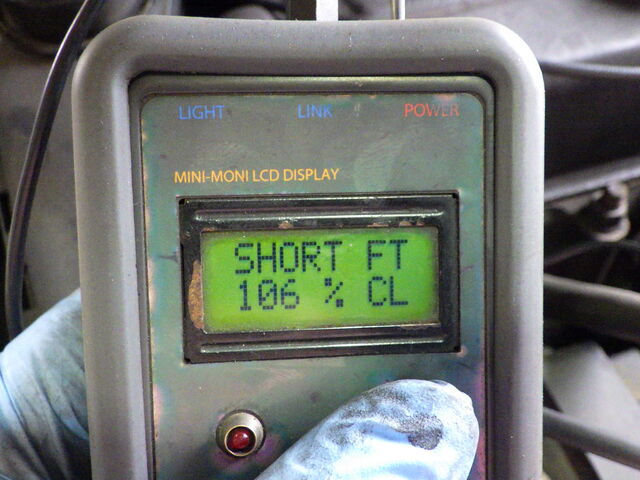 LIGHT LINK POWER
MINI-MONI LCD DISPLAY
SHORT FT
106 % CL